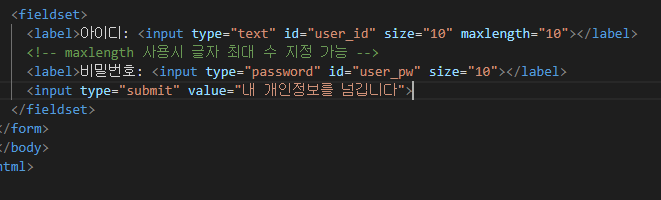 <fieldset>
<label>아이디: <input type="text" id="user_id" size="10" maxlength="10"></label>
<!-- maxlength 사용시 글자 최대 수 지정 가능 -->
<label>비밀번호: <input type="password" id="user_pw" size="10"></label>
<input type="submit" value="내 개인정보를 넘깁니다">
</fieldset>
</form>
</body>
html>